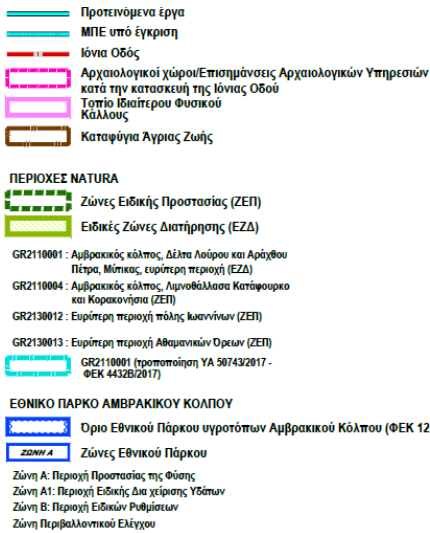 Προτεινόμενα έργα
ΜΠΕ υπό έγκριση
Ιόνια Οδός
Αρχαιολογικοί χώροι/Επισημάνσεις Αρχαιολογικών Υπηρεσιών
κατά την κατασκευή της Ιόνιας Οδού
Τοπίο Ιδιαίτερου Φυσικού
Κάλλους
Καταφύγια Άγριας Ζωής
ΠΕΡΙΟΧΕΣ NATURA
Ζώνες Ειδικής Προστασίας (ΖΕΠ)
Ειδικές Ζώνες Διατήρησης (ΕΖΔ)
GR2110001 : Αμβρακικός κόλπος, Δέλτα Λούρου και Αράχθου
Πέτρα, Μύτικας, ευρύτερη περιοχή (ΕΖΔ)
GR2110004 : Αμβρακικός κόλπος, Λιμνοθάλλασα Κατάφουρκο
και Κορακονήσια (ΖΕΠ)
GR2130012 : Ευρύτερη περιοχή πόλης Ιωαννίνων (ΖΕΠ)
GR2130013 : Ευρύτερη περιοχή Αθαμανικών Όρεων (ΖΕΠ)
GR2110001 (τροποποίηση ΥΑ 50743/2017 -
ΦΕΚ 4432Β/2017)
ΕΘΝΙΚΟ ΠΑΡΚΟ ΑΜΒΡΑΚΙΚΟΥ ΚΟΛΠΟΥ
Όριο Εθνικού Πάρκου υγροτόπων Αμβρακικού Κόλπου (ΦΕΚ 12
ΖΩΝΗ Α Ζώνες Εθνικού Πάρκου
Ζώνη Α: Περιοχή Προστασίας της Φύσης
Ζώνη Α1: Περιοχή Ειδικής Δια χείρισης Υδάτων
Ζώνη Β: Περιοχή Ειδικών Ρυθμίσεων
Ζώνη Περιβαλλοντικού Ελέγχου